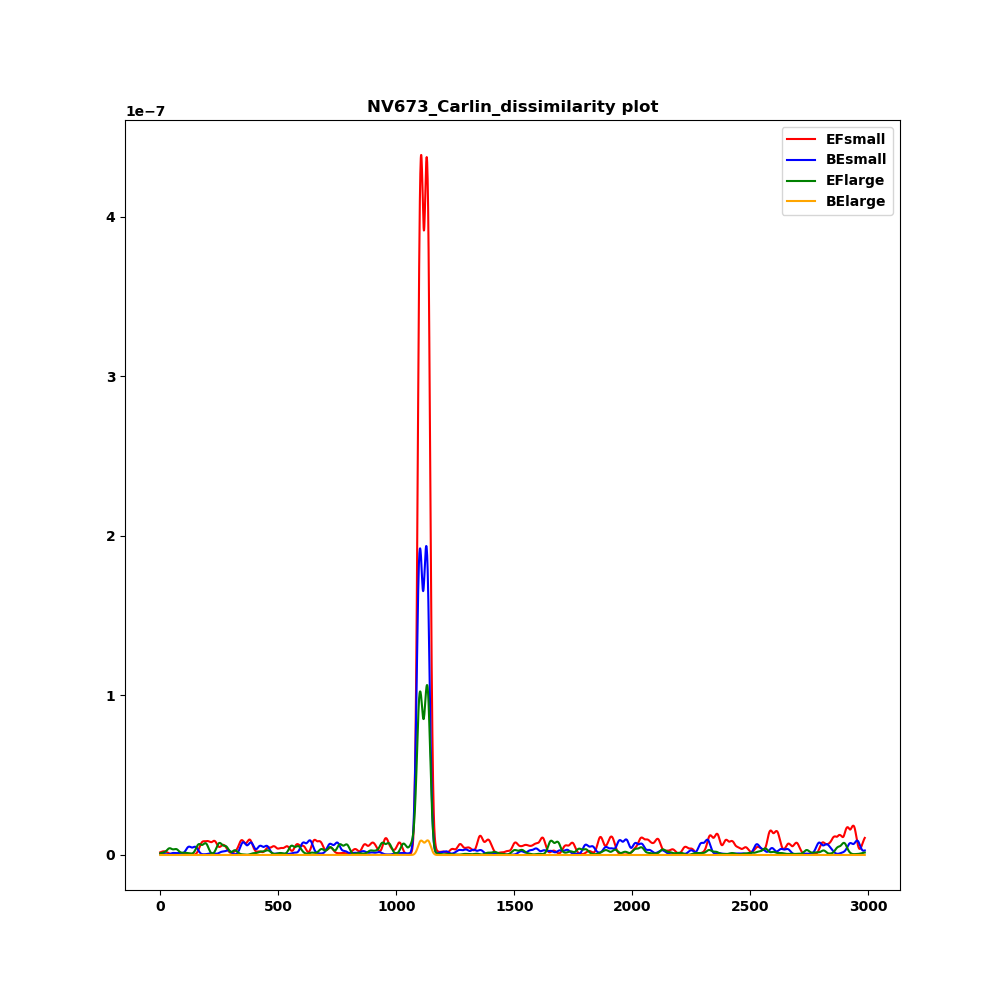 NV673_Carlin_dissimilarity plot
1e−7
EFsmall
BEsmall
EFlarge
BElarge
4
3
2
1
0
0 500 1000 1500 2000 2500 3000